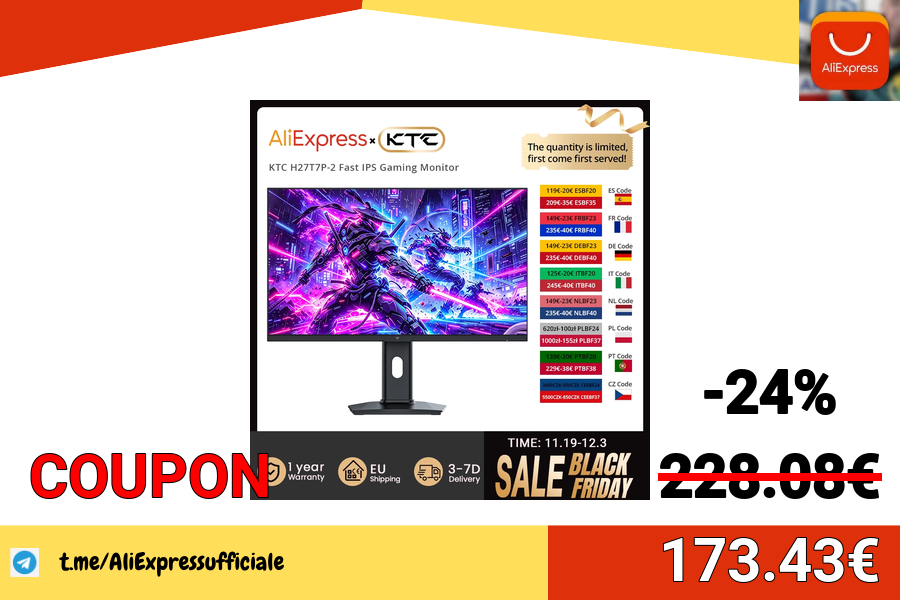 AliExpress
AliExpress x KTC
The quantity is limited,
first come first served!
KTC H27T7P-2 Fast IPS Gaming Monitor
119€-20€ ESBF20
209€-35€ ESBF35
ES Code
149€-23€ FRBF23
235€-40€ FRBF40
FR Code
149€-23€ DEBF23
235€-40€ DEBF40
DE Code
125€-20€ ITBF20
245€-40€ ITBF40
IT Code
149€-23€ NLBF23
235€-40€ NLBF40
NL Code
620zł-100zł PLBF24
1000zł-155zł PLBF37
PL Code
229€-38€ PTBF38
PT Code
5500CZK-850CZK CEEBF37
CZ Code
-24%
COUPON
228.08€
1 year
Warranty
EU
Shipping
3-7D
Delivery
TIME: 11.19-12.3
SALE BLACK
FRIDAY
t.me/AliExpressufficiale
173.43€